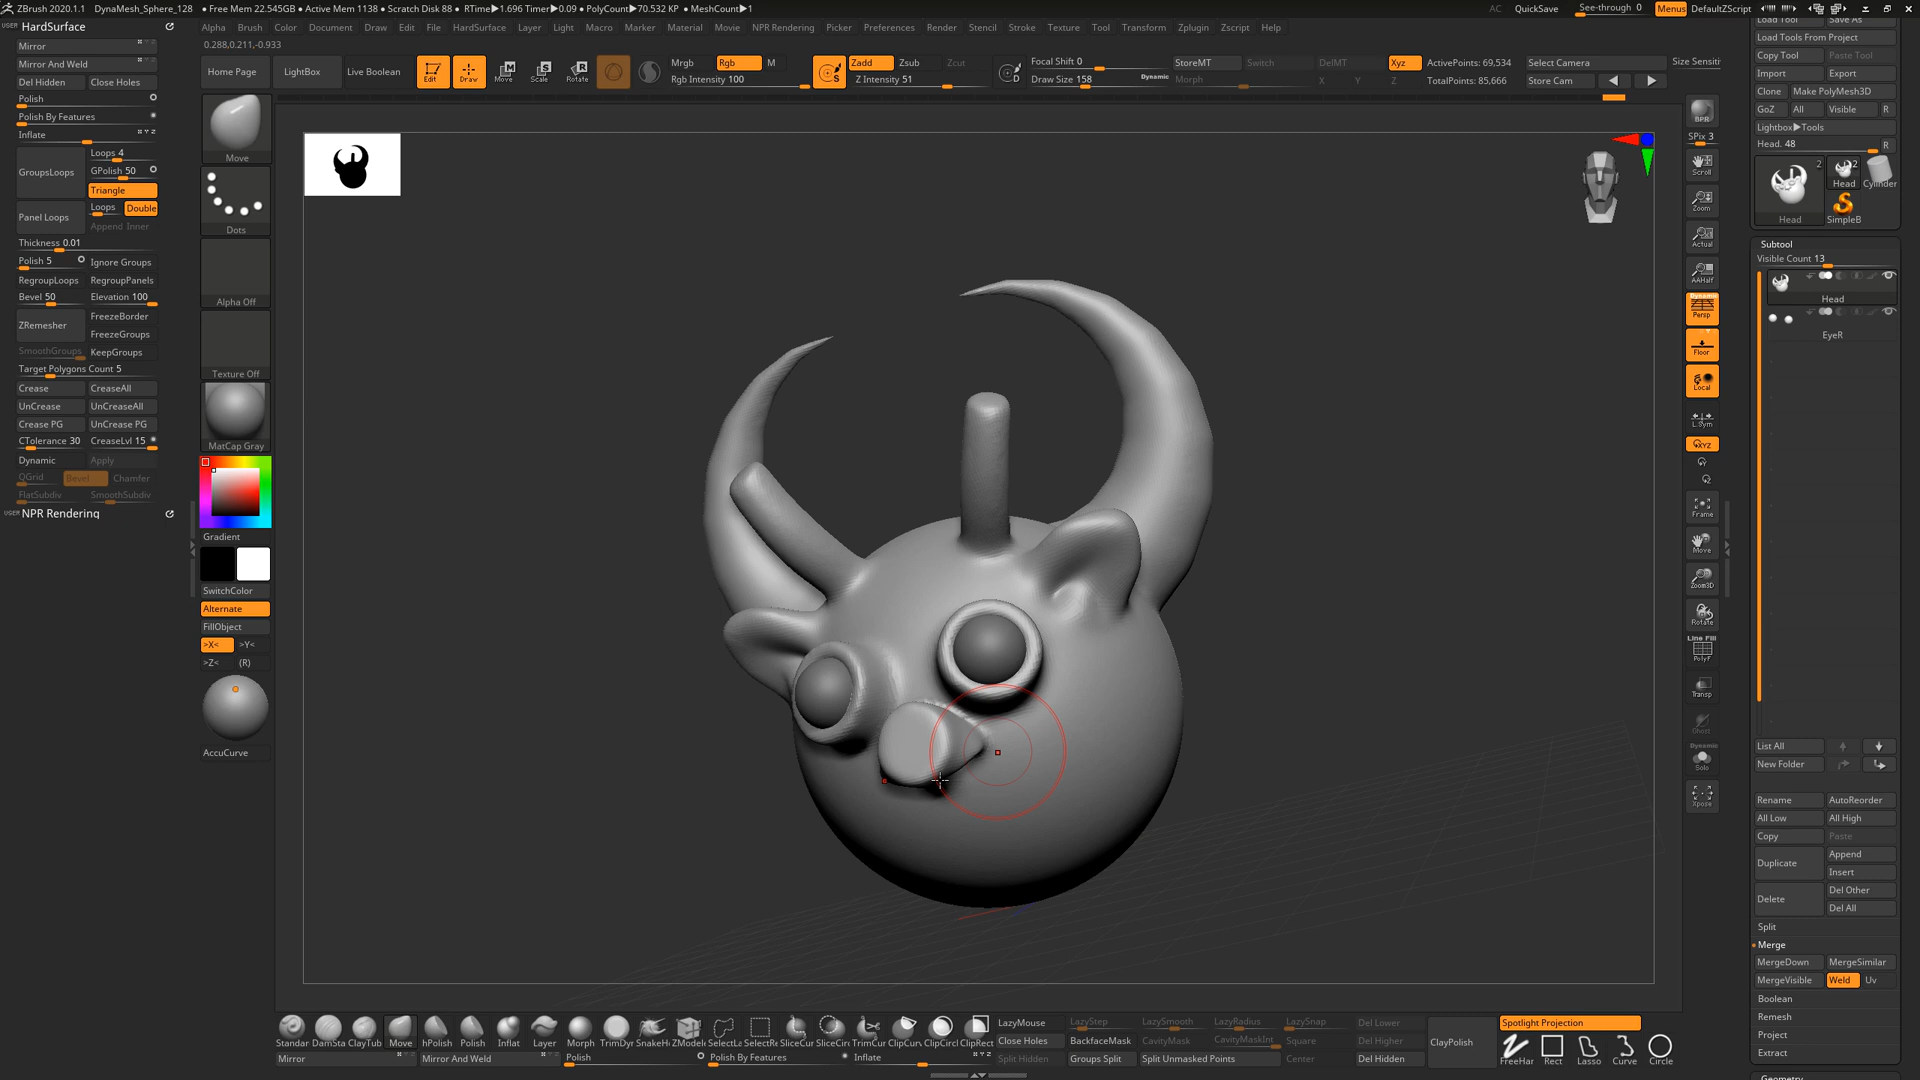 ZBrush 2020.1.1 DynaMesh_Sphere_128 • Free Mem 22.545GB • Active Mem 1138 • Scratch Disk 88 • RTime▶1.696 Timer▶0.09 • PolyCount▶70.532 KP • MeshCount▶1
AC QuickSave See-through 0 Menus DefaultZScript
HardSurface
Alpha Brush Color Document Draw Edit File HardSurface Layer Light Macro Marker Material Movie NPR Rendering Picker Preferences Render Stencil Stroke Texture Tool Transform Zplugin Zscript Help
0.288,0.211,-0.933
Mirror
Mirror And Weld
Del Hidden Close Holes
Polish
Polish By Features
Inflate
GroupsLoops
Loops 4
GPolish 50
Triangle
Panel Loops
Loops Double
Append Inner
Thickness 0.01
Polish 5 Ignore Groups
RegroupLoops RegroupPanels
Bevel 50 Elevation 100
ZRemesher
FreezeBorder
FreezeGroups
SmoothGroups KeepGroups
Target Polygons Count 5
Crease CreaseAll
UnCrease UnCreaseAll
Crease PG UnCrease PG
CTolerance 30 CreaseLvl 15
Dynamic Apply
QGrid Bevel Chamfer
FlatSubdiv SmoothSubdiv
USER NPR Rendering
Home Page LightBox Live Boolean
Edit Draw Move Scale Rotate
Mrgb Rgb M
Rgb Intensity 100
Zadd Zsub Zcut
Z Intensity 51
Focal Shift 0
Draw Size 158 Dynamic
StoreMT Switch DelMT
Morph
Xyz
X Y Z
ActivePoints: 69,534
TotalPoints: 85,666
Select Camera
Store Cam
Size Sensiti
Move
Dots
Alpha Off
Texture Off
MatCap Gray
Gradient
SwitchColor
Alternate
FillObject
>X< >Y<
>Z< (R)
AccuCurve
BPR
SPix 3
Scroll
Zoom
Actual
AAHalf
Dynamic
Persp
Floor
Local
L.Sym
XYZ
Frame
Move
Zoom3D
Rotate
Line Fill
PolyF
Transp
Ghost
Dynamic
Solo
Xpose
Load Tool Save As
Load Tools From Project
Copy Tool Paste Tool
Import Export
Clone Make PolyMesh3D
GoZ All Visible R
Lightbox▶Tools
Head. 48 R
2
2
Head Cylinder
Head SimpleB
Subtool
Visible Count 13
Head
EyeR
List All
New Folder
Rename AutoReorder
All Low All High
Copy Paste
Duplicate
Append
Insert
Delete
Del Other
Del All
Split
Merge
MergeDown MergeSimilar
MergeVisible Weld Uv
Boolean
Remesh
Project
Extract
Geometry
Standar DamSta ClayTub Move hPolish Polish Inflat Layer Morph TrimDy SnakeH ZModel SelectLa SelectRe SliceCur SliceCirc TrimCur ClipCurv ClipCircl ClipRect
Mirror Mirror And Weld Polish Polish By Features Inflate
LazyMouse LazyStep LazySmooth LazyRadius LazySnap Del Lower
Close Holes BackfaceMask CavityMask CavityMaskInt Square Del Higher
Split Hidden Groups Split Split Unmasked Points Center Del Hidden
ClayPolish
Spotlight Projection
FreeHar Rect Lasso Curve Circle